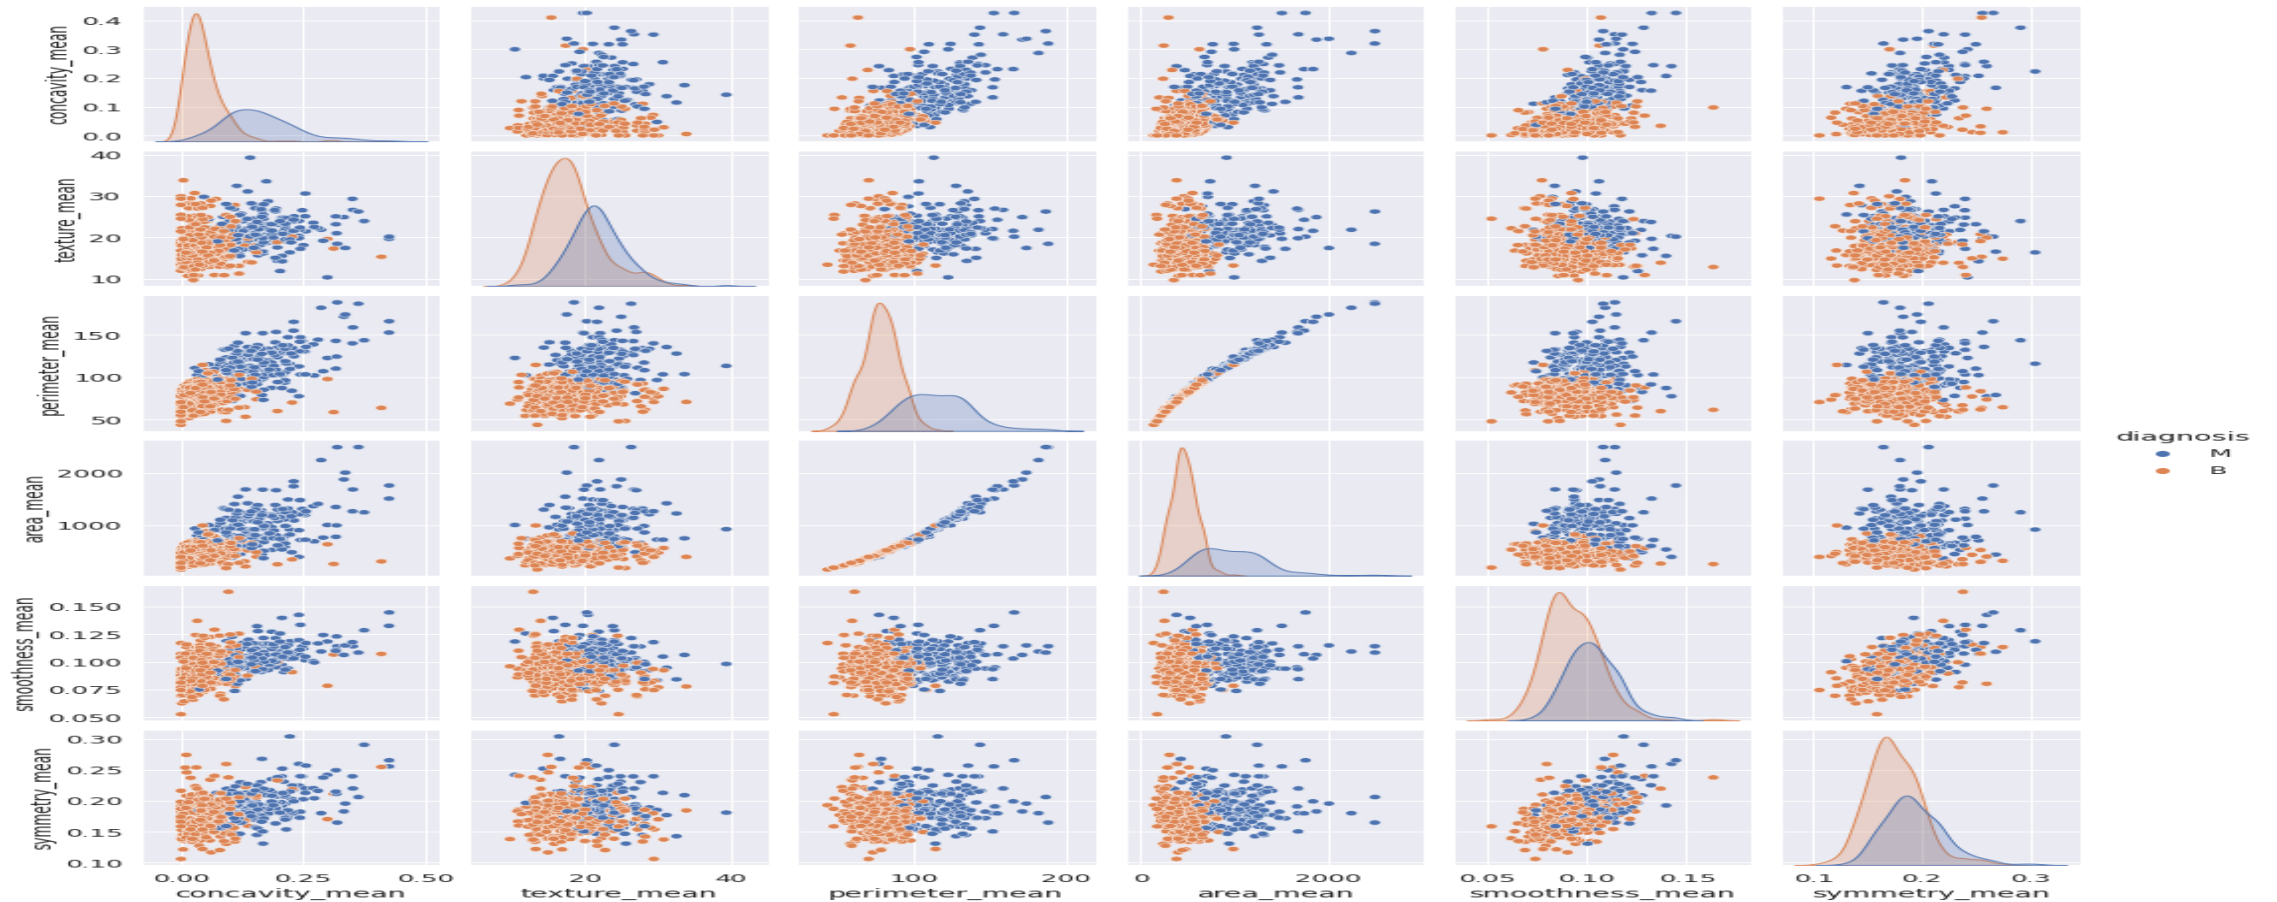 concavity_mean
0.4
0.3
0.2
0.1
0.0
texture_mean
40
30
20
10
perimeter_mean
150
100
50
diagnosis
M
B
area_mean
2000
1000
smoothness_mean
0.150
0.125
0.100
0.075
0.050
symmetry_mean
0.30
0.25
0.20
0.15
0.10
0.00 0.25 0.50 20 40 100 200 0 2000 0.05 0.10 0.15 0.1 0.2 0.3
concavity_mean texture_mean perimeter_mean area_mean smoothness_mean symmetry_mean